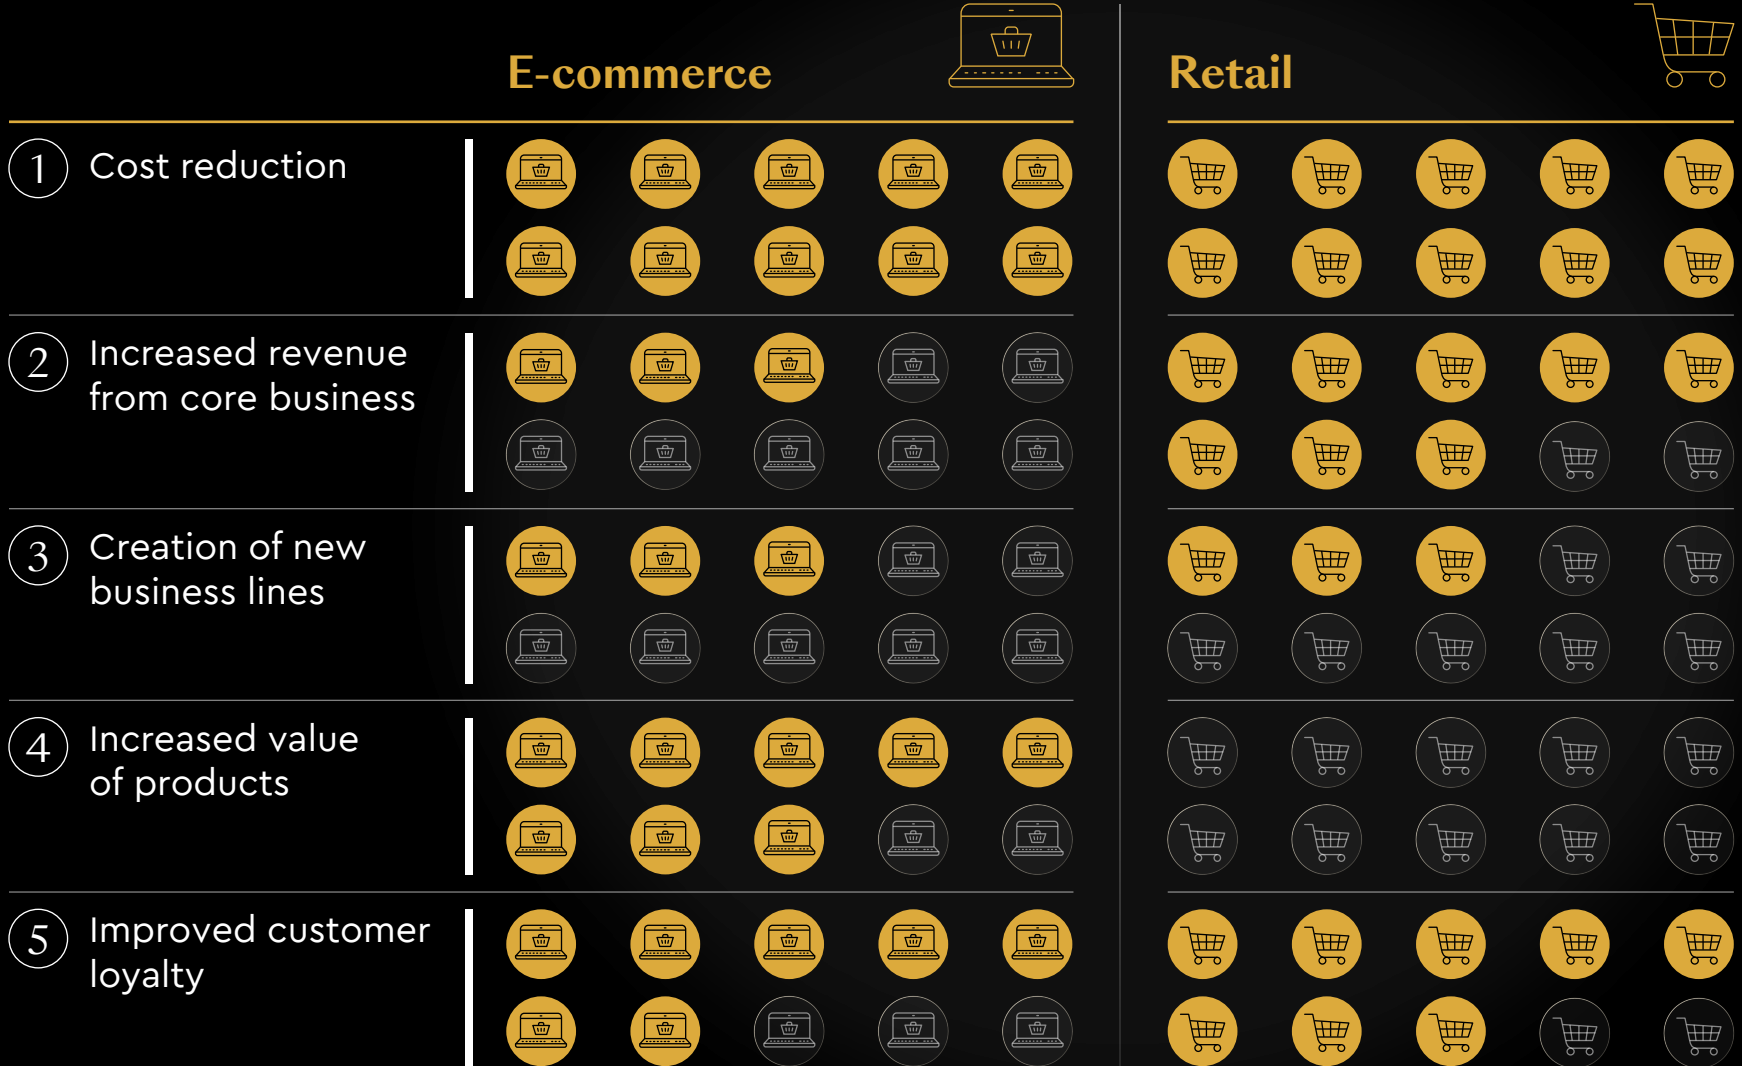 E-commerce
Retail
1 Cost reduction
2 Increased revenue
from core business
3 Creation of new
business lines
4 Increased value
of products
5 Improved customer
loyalty